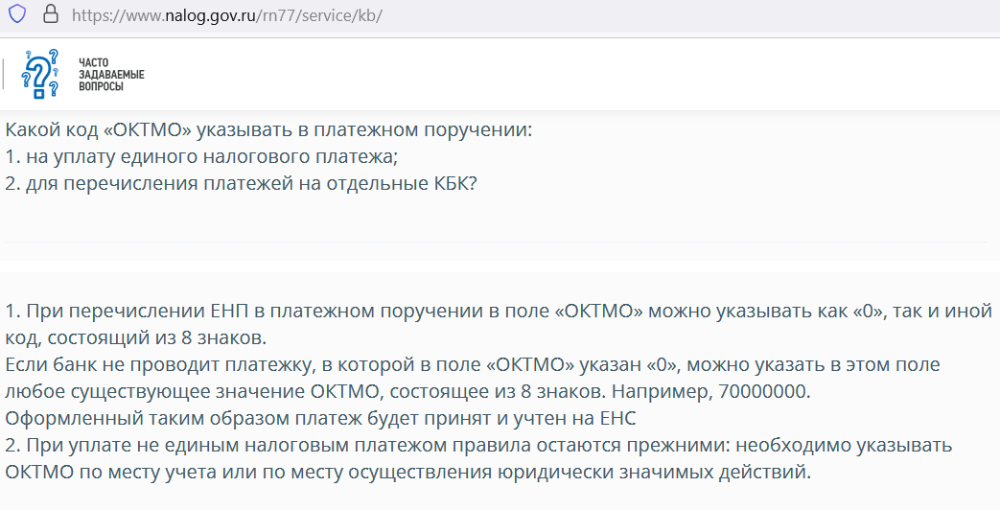 https://www.nalog.gov.ru/rn77/service/kb/
ЧАСТО
ЗАДАВАЕМЫЕ
ВОПРОСЫ
Какой код «ОКТМО» указывать в платежном поручении:
1. на уплату единого налогового платежа;
2. для перечисления платежей на отдельные КБК?
1. При перечислении ЕНП в платежном поручении в поле «ОКТМО» можно указывать как «0», так и иной
код, состоящий из 8 знаков.
Если банк не проводит платежку, в которой в поле «ОКТМО» указан «0», можно указать в этом поле
любое существующее значение ОКТМО, состоящее из 8 знаков. Например, 70000000.
Оформленный таким образом платеж будет принят и учтен на ЕНС
2. При уплате не единым налоговым платежом правила остаются прежними: необходимо указывать
ОКТМО по месту учета или по месту осуществления юридически значимых действий.